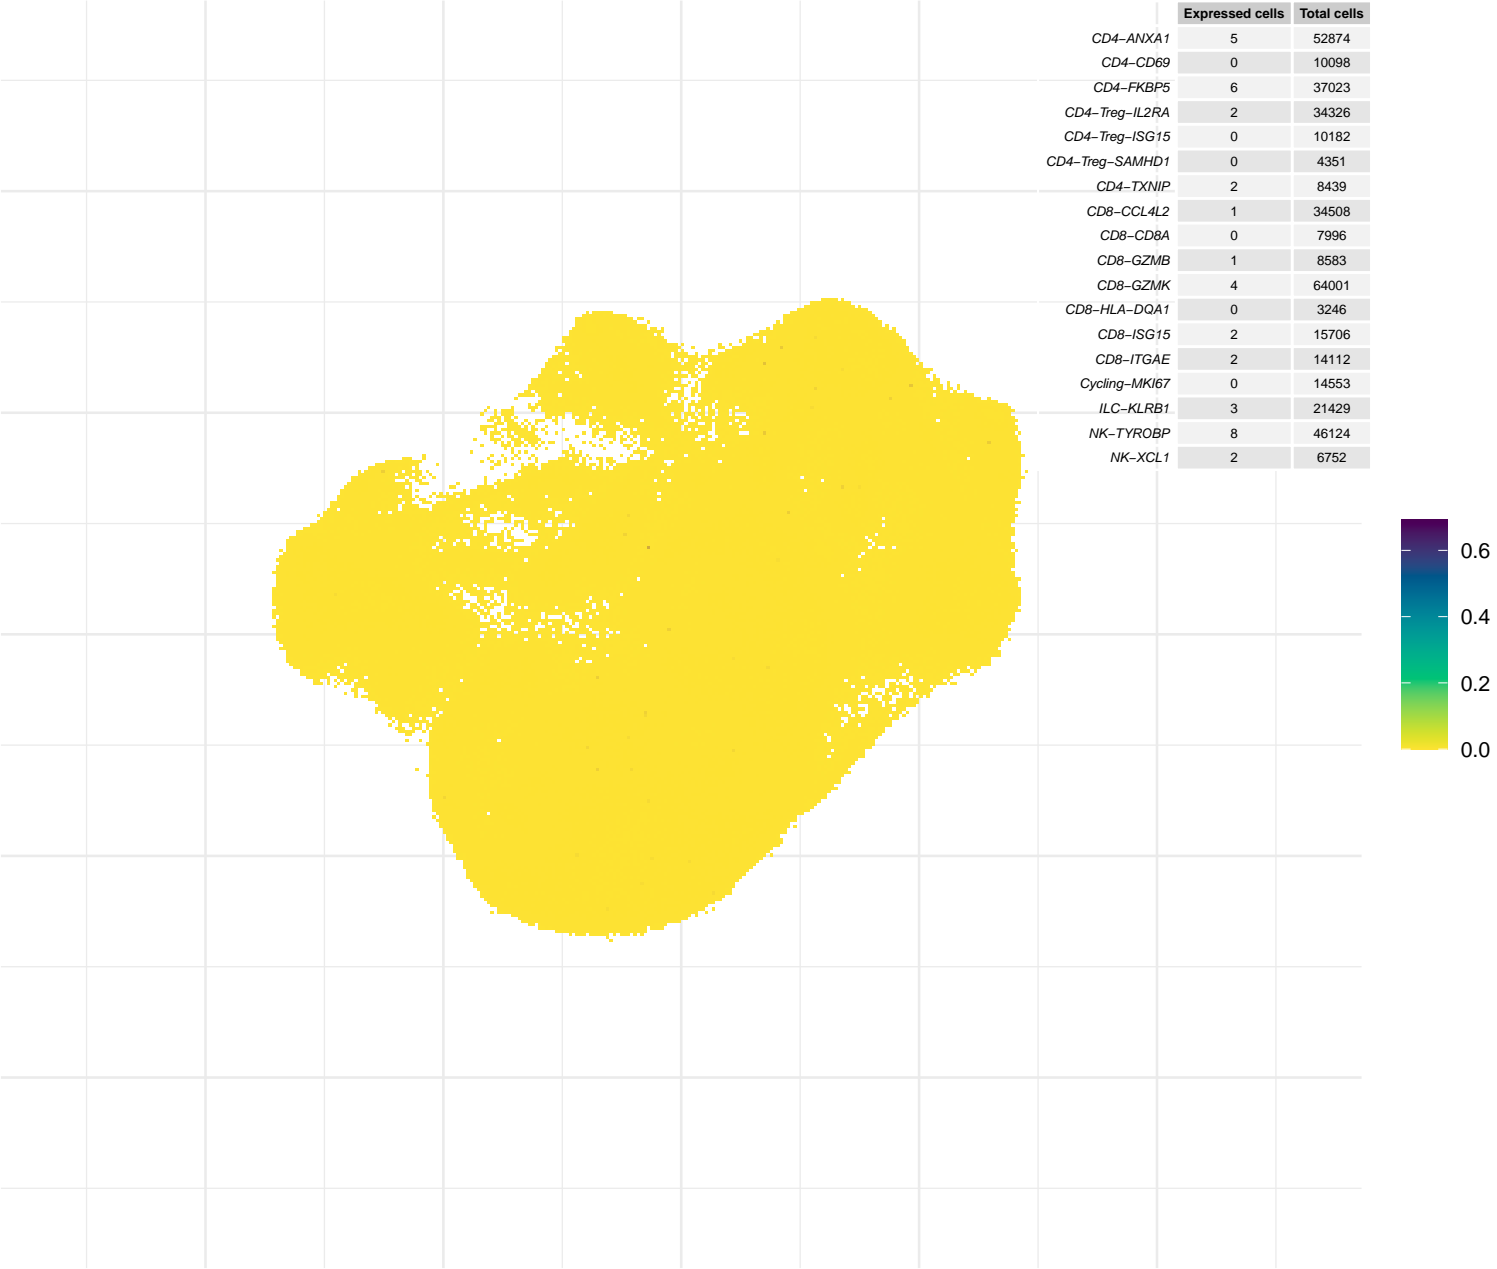 Expressed cells Total cells
CD4−ANXA1 5 52874
CD4−CD69 0 10098
CD4−FKBP5 6 37023
CD4−Treg−IL2RA 2 34326
CD4−Treg−ISG15 0 10182
CD4−Treg−SAMHD1 0 4351
CD4−TXNIP 2 8439
CD8−CCL4L2 1 34508
CD8−CD8A 0 7996
CD8−GZMB 1 8583
CD8−GZMK 4 64001
CD8−HLA−DQA1 0 3246
CD8−ISG15 2 15706
CD8−ITGAE 2 14112
Cycling−MKI67 0 14553
ILC−KLRB1 3 21429
NK−TYROBP 8 46124
NK−XCL1 2 6752
0.6
0.4
0.2
0.0